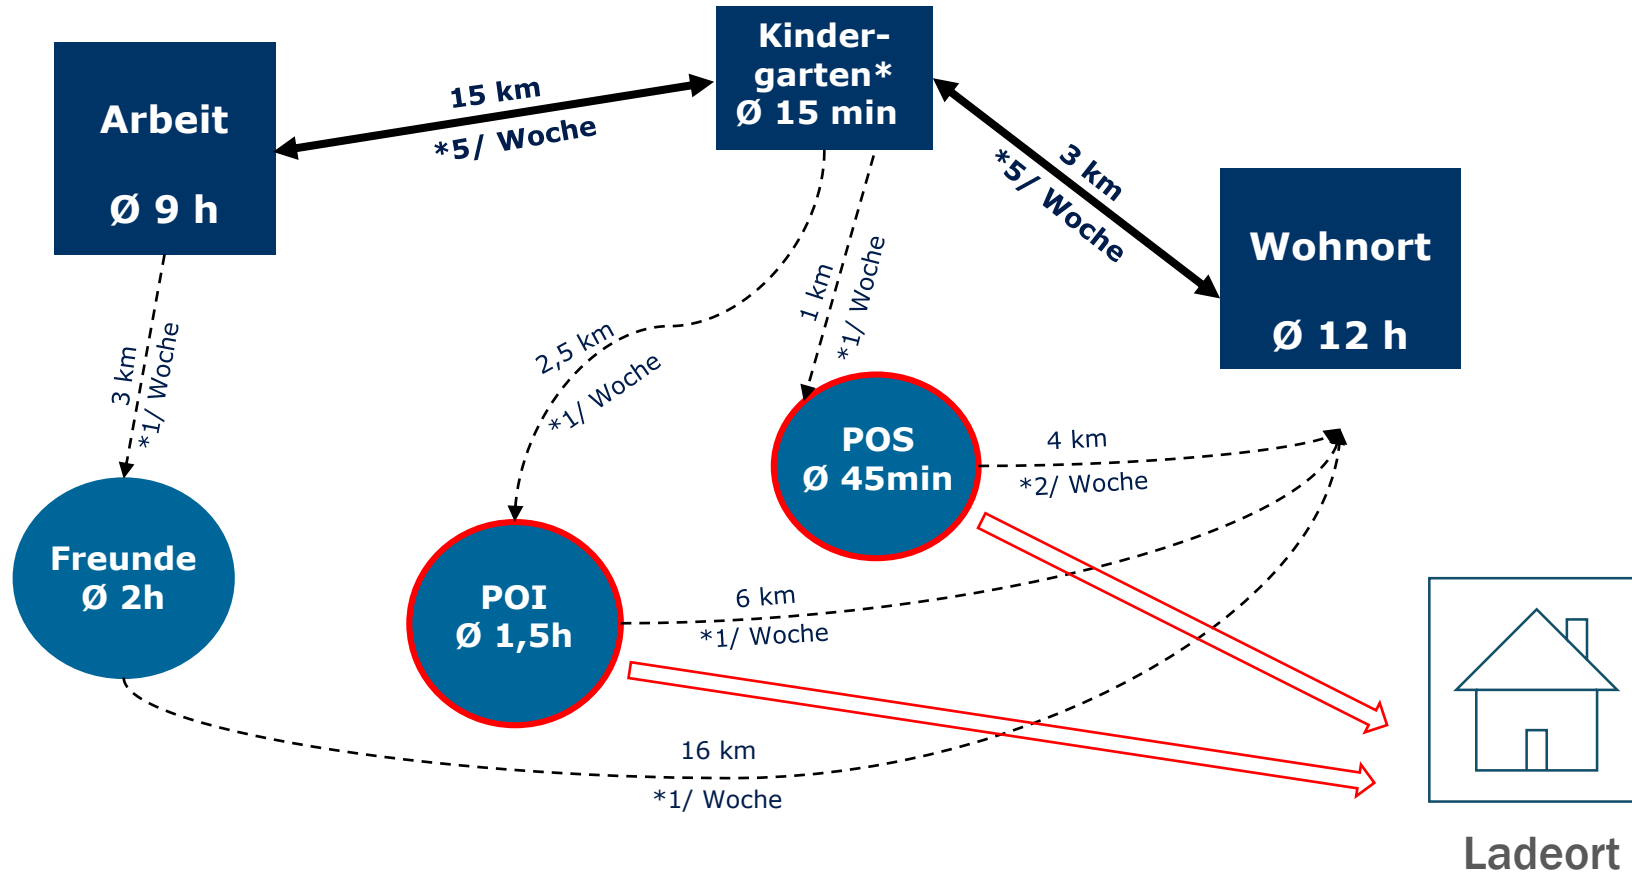 Kinder-
garten*
Ø 15 min
Arbeit
Ø 9 h
15 km
*5/ Woche
3 km
*5/ Woche
Wohnort
Ø 12 h
3 km
*1/ Woche
2,5 km
*1/ Woche
1 km
*1/ Woche
POS
Ø 45min
4 km
*2/ Woche
Freunde
Ø 2h
POI
Ø 1,5h
6 km
*1/ Woche
16 km
*1/ Woche
Ladeort